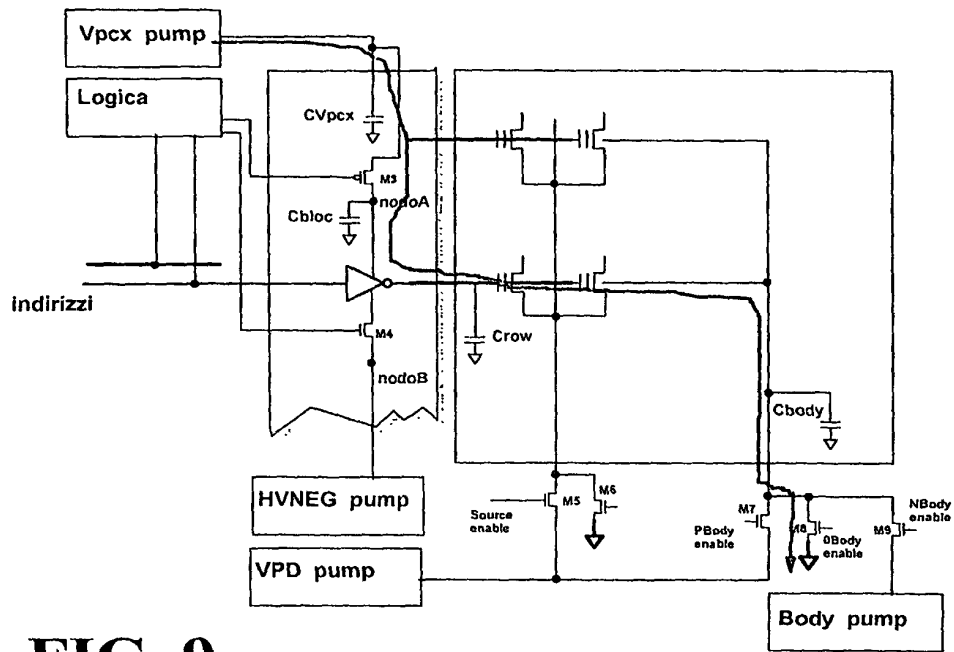 Vpcx pump
Logica
CVpcx
M3
nodoA
Cbloc
indirizzi
M4
Crow
nodoB
Cbody
HVNEG pump
Source
enable
M5
M6
M7
PBody
enable
M8
0Body
enable
M9
NBody
enable
VPD pump
Body pump
FIG. 9